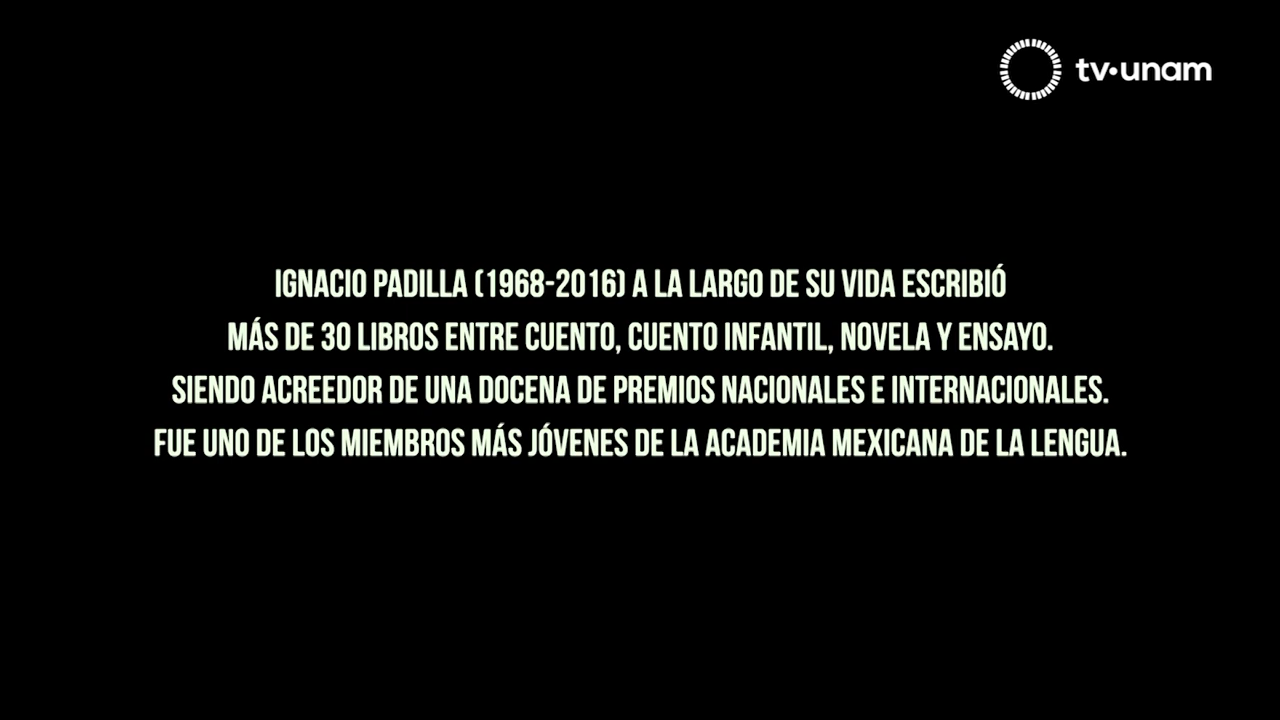 tv·unam
IGNACIO PADILLA (1968-2016) A LA LARGO DE SU VIDA ESCRIBIÓ
MÁS DE 30 LIBROS ENTRE CUENTO, CUENTO INFANTIL, NOVELA Y ENSAYO.
SIENDO ACREEDOR DE UNA DOCENA DE PREMIOS NACIONALES E INTERNACIONALES.
FUE UNO DE LOS MIEMBROS MÁS JÓVENES DE LA ACADEMIA MEXICANA DE LA LENGUA.